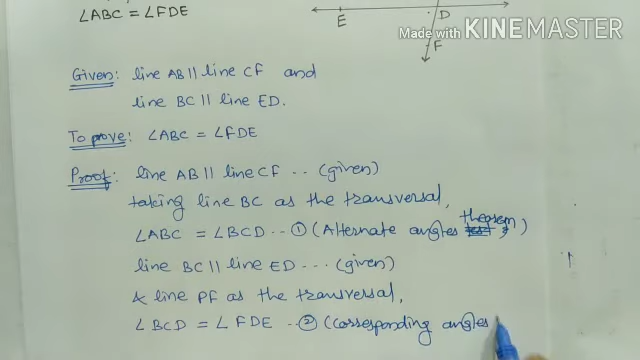 ∠ABC = ∠FDE
E
D
F
Made with KINEMASTER
Given: line AB || line CF and
line BC || line ED.
To prove: ∠ABC = ∠FDE
Proof: line AB || line CF .. (given)
taking line BC as the transversal,
∠ABC = ∠BCD .. ① (Alternate angles theorem)
line BC || line ED ... (given)
& line PF as the transversal,
∠BCD = ∠FDE .. ② (corresponding angles